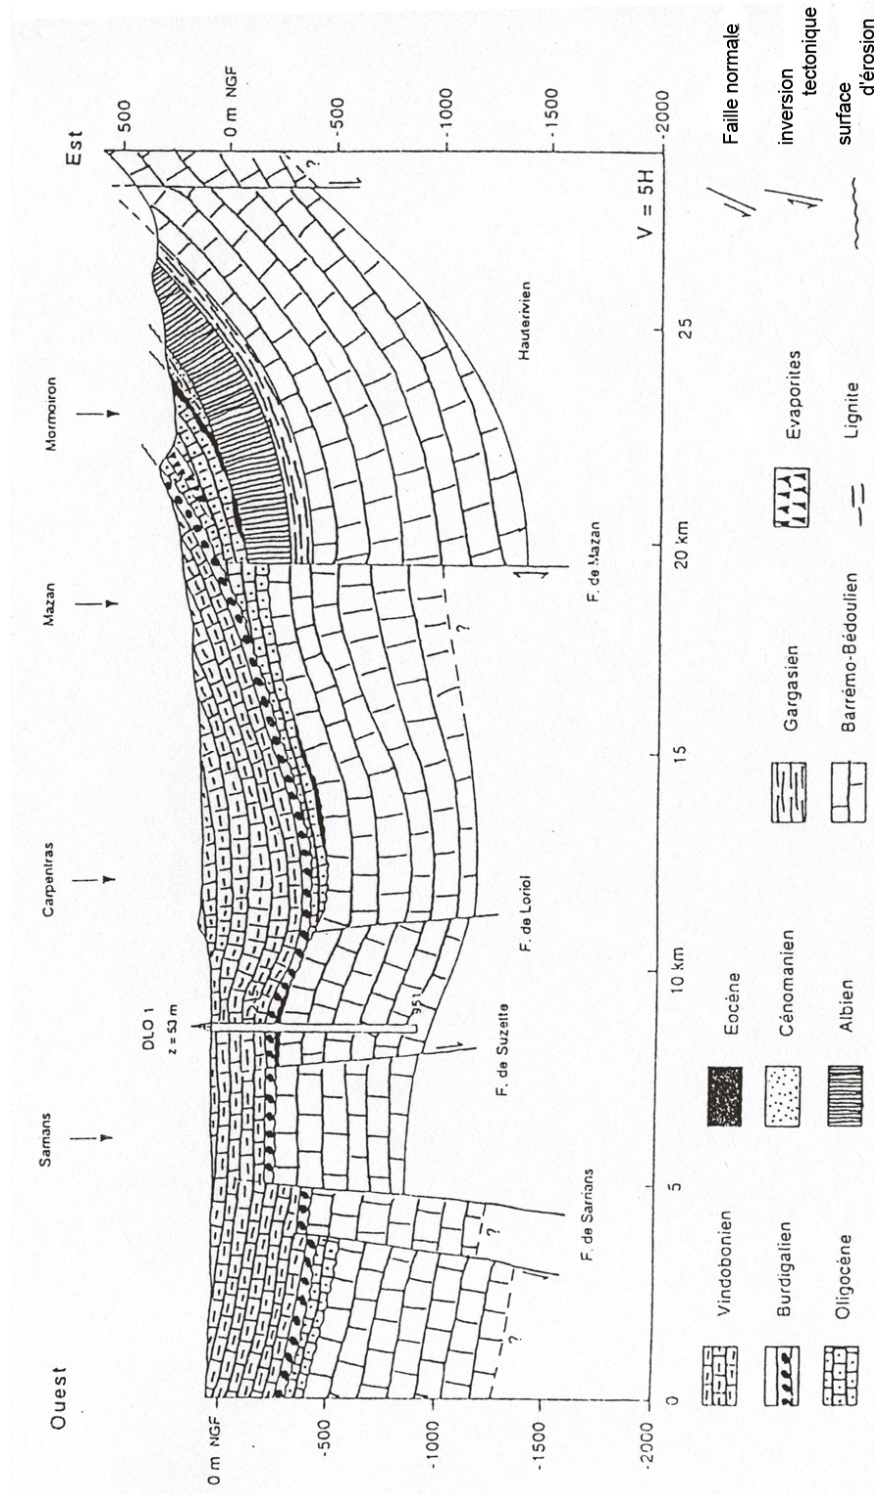 Ouest
Est
Sarrians
DLO 1
z = 53 m
Carpentras
Mazan
Mormoiron
0 m NGF
-500
-1000
-1500
-2000
500
0 m NGF
-500
-1000
-1500
-2000
951
?
?
?
?
?
F. de Sarrians
F. de Suzette
F. de Loriol
F. de Mazan
Hauterivien
V = 5H
0
5
10 km
15
20 km
25
Vindobonien
Burdigalien
Oligocène
Eocène
Cénomanien
Albien
Gargasien
Barrémo-Bédoulien
Evaporites
Lignite
Faille normale
inversion
tectonique
surface
d'érosion